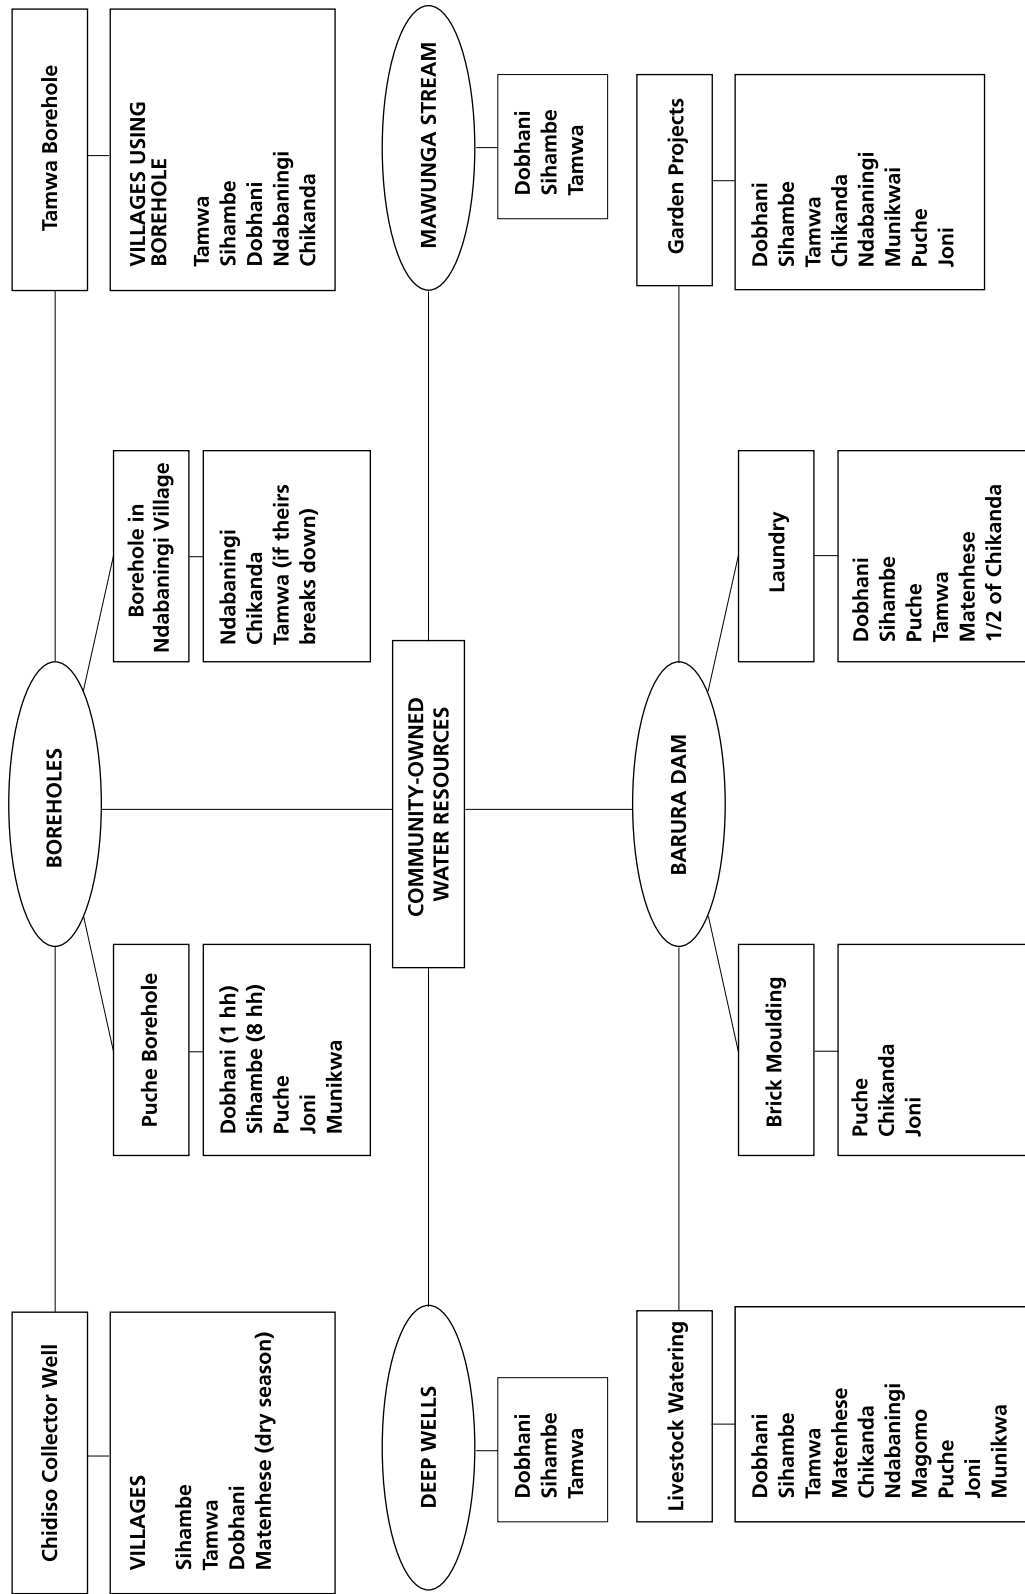 Chidiso Collector Well
VILLAGES
Sihambe
Tamwa
Dobhani
Matenhese (dry season)
Puche Borehole
Dobhani (1 hh)
Sihambe (8 hh)
Puche
Joni
Munikwa
BOREHOLES
Borehole in
Ndabaningi Village
Ndabaningi
Chikanda
Tamwa (if theirs
breaks down)
Tamwa Borehole
VILLAGES USING
BOREHOLE
Tamwa
Sihambe
Dobhani
Ndabaningi
Chikanda
DEEP WELLS
Dobhani
Sihambe
Tamwa
COMMUNITY-OWNED
WATER RESOURCES
MAWUNGA STREAM
Dobhani
Sihambe
Tamwa
Livestock Watering
Dobhani
Sihambe
Tamwa
Matenhese
Chikanda
Ndabaningi
Magomo
Puche
Joni
Munikwa
Brick Moulding
Puche
Chikanda
Joni
BARURA DAM
Laundry
Dobhani
Sihambe
Puche
Tamwa
Matenhese
1/2 of Chikanda
Garden Projects
Dobhani
Sihambe
Tamwa
Chikanda
Ndabaningi
Munikwai
Puche
Joni